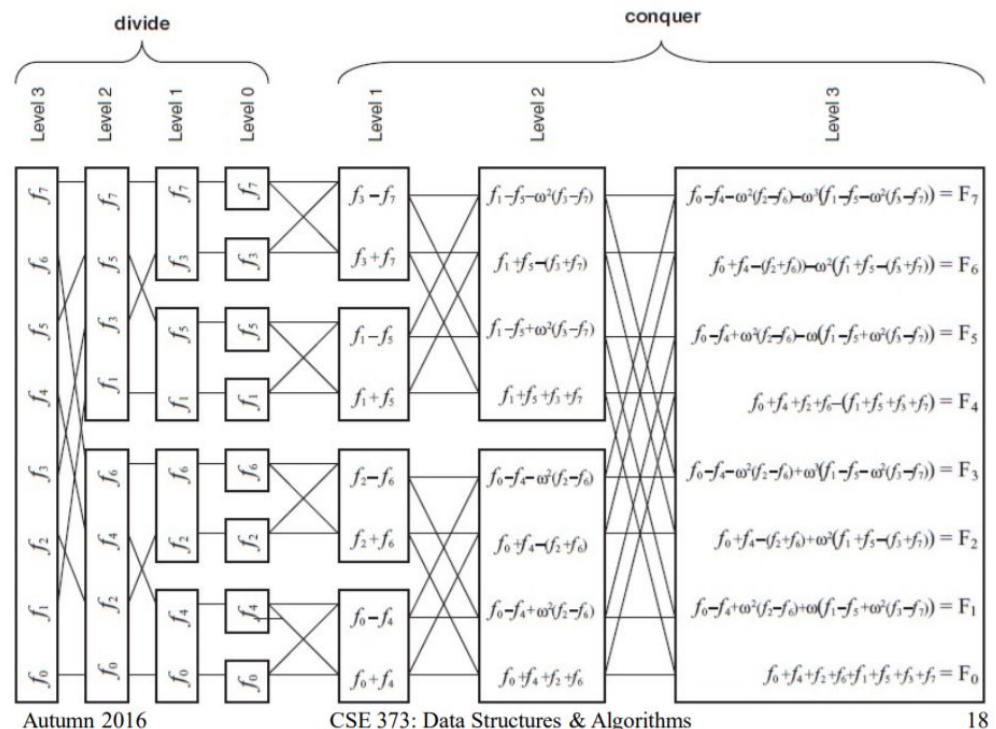 divide
conquer
Level 3
Level 2
Level 1
Level 0
Level 1
Level 2
Level 3
f₇
f₆
f₅
f₄
f₃
f₂
f₁
f₀
f₇
f₅
f₃
f₁
f₆
f₄
f₂
f₀
f₇
f₃
f₅
f₁
f₆
f₂
f₄
f₀
f₇
f₃
f₅
f₁
f₆
f₂
f₄
f₀
f₃−f₇
f₃+f₇
f₁−f₅
f₁+f₅
f₂−f₆
f₂+f₆
f₀−f₄
f₀+f₄
f₁−f₅−ω²(f₃−f₇)
f₁+f₅−(f₃+f₇)
f₁−f₅+ω²(f₃−f₇)
f₁+f₅+f₃+f₇
f₀−f₄−ω²(f₂−f₆)
f₀+f₄−(f₂+f₆)
f₀−f₄+ω²(f₂−f₆)
f₀+f₄+f₂+f₆
f₀−f₄−ω²(f₂−f₆)−ω³(f₁−f₅−ω²(f₃−f₇)) = F₇
f₀+f₄−(f₂+f₆))−ω²(f₁+f₅−(f₃+f₇)) = F₆
f₀−f₄+ω²(f₂−f₆)−ω(f₁−f₅+ω²(f₃−f₇)) = F₅
f₀+f₄+f₂+f₆−(f₁+f₅+f₃+f₇) = F₄
f₀−f₄−ω²(f₂−f₆)+ω³(f₁−f₅−ω²(f₃−f₇)) = F₃
f₀+f₄−(f₂+f₆)+ω²(f₁+f₅−(f₃+f₇)) = F₂
f₀−f₄+ω²(f₂−f₆)+ω(f₁−f₅+ω²(f₃−f₇)) = F₁
f₀+f₄+f₂+f₆+f₁+f₅+f₃+f₇ = F₀
Autumn 2016
CSE 373: Data Structures & Algorithms
18